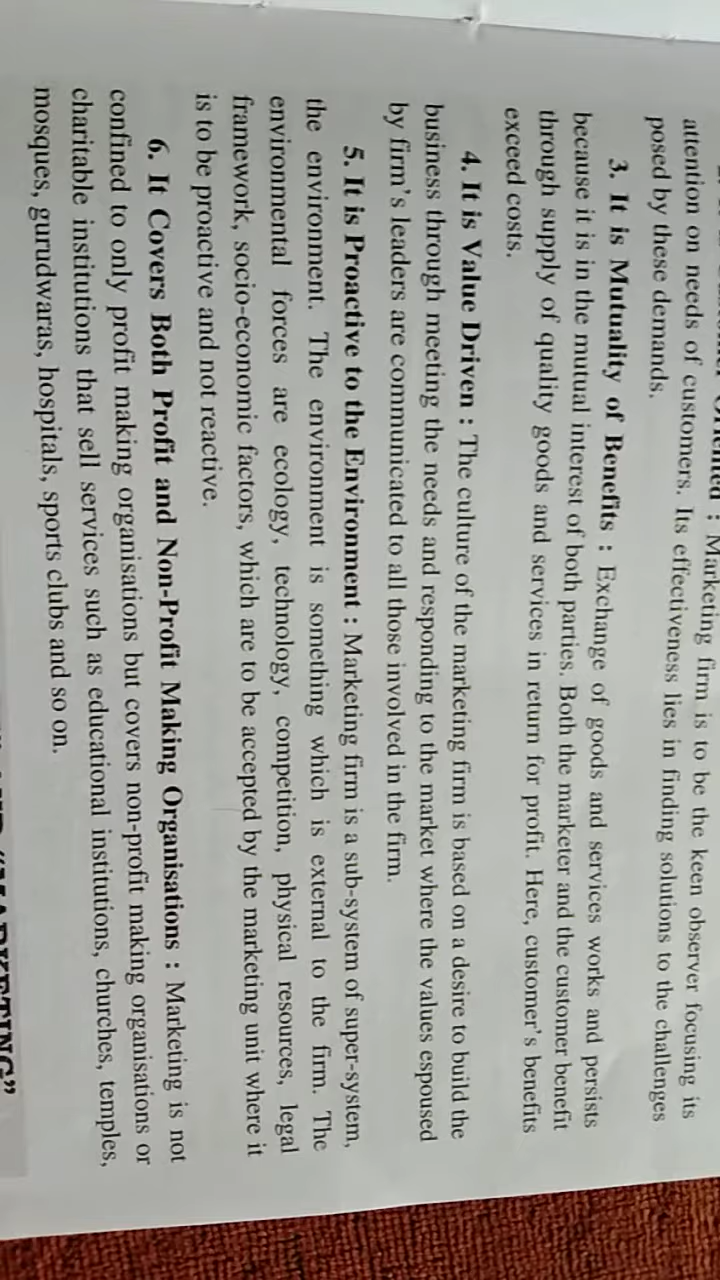 : Marketing firm is to be the keen observer focusing its
attention on needs of customers. Its effectiveness lies in finding solutions to the challenges
posed by these demands.
3. It is Mutuality of Benefits : Exchange of goods and services works and persists
because it is in the mutual interest of both parties. Both the marketer and the customer benefit
through supply of quality goods and services in return for profit. Here, customer's benefits
exceed costs.
4. It is Value Driven : The culture of the marketing firm is based on a desire to build the
business through meeting the needs and responding to the market where the values espoused
by firm's leaders are communicated to all those involved in the firm.
5. It is Proactive to the Environment : Marketing firm is a sub-system of super-system,
the environment. The environment is something which is external to the firm. The
environmental forces are ecology, technology, competition, physical resources, legal
framework, socio-economic factors, which are to be accepted by the marketing unit where it
is to be proactive and not reactive.
6. It Covers Both Profit and Non-Profit Making Organisations : Marketing is not
confined to only profit making organisations but covers non-profit making organisations or
charitable institutions that sell services such as educational institutions, churches, temples,
mosques, gurudwaras, hospitals, sports clubs and so on.
"MARKETING"